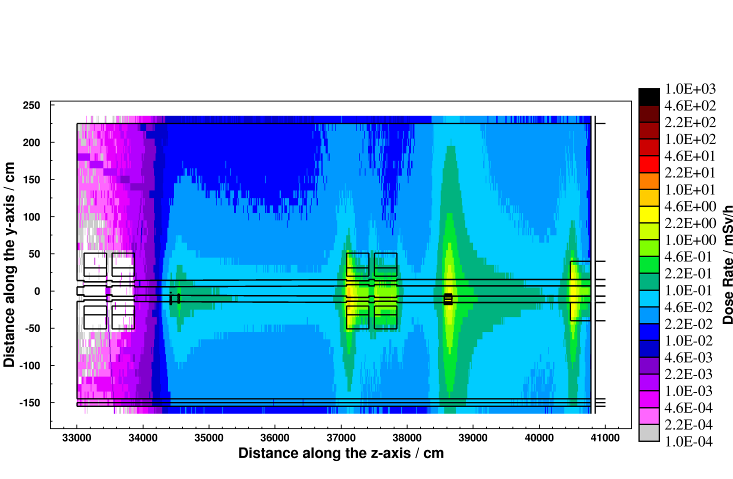 250
200
150
100
50
0
-50
-100
-150
Distance along the y-axis / cm
33000 34000 35000 36000 37000 38000 39000 40000 41000
Distance along the z-axis / cm
1.0E+03
4.6E+02
2.2E+02
1.0E+02
4.6E+01
2.2E+01
1.0E+01
4.6E+00
2.2E+00
1.0E+00
4.6E-01
2.2E-01
1.0E-01
4.6E-02
2.2E-02
1.0E-02
4.6E-03
2.2E-03
1.0E-03
4.6E-04
2.2E-04
1.0E-04
Dose Rate / mSv/h